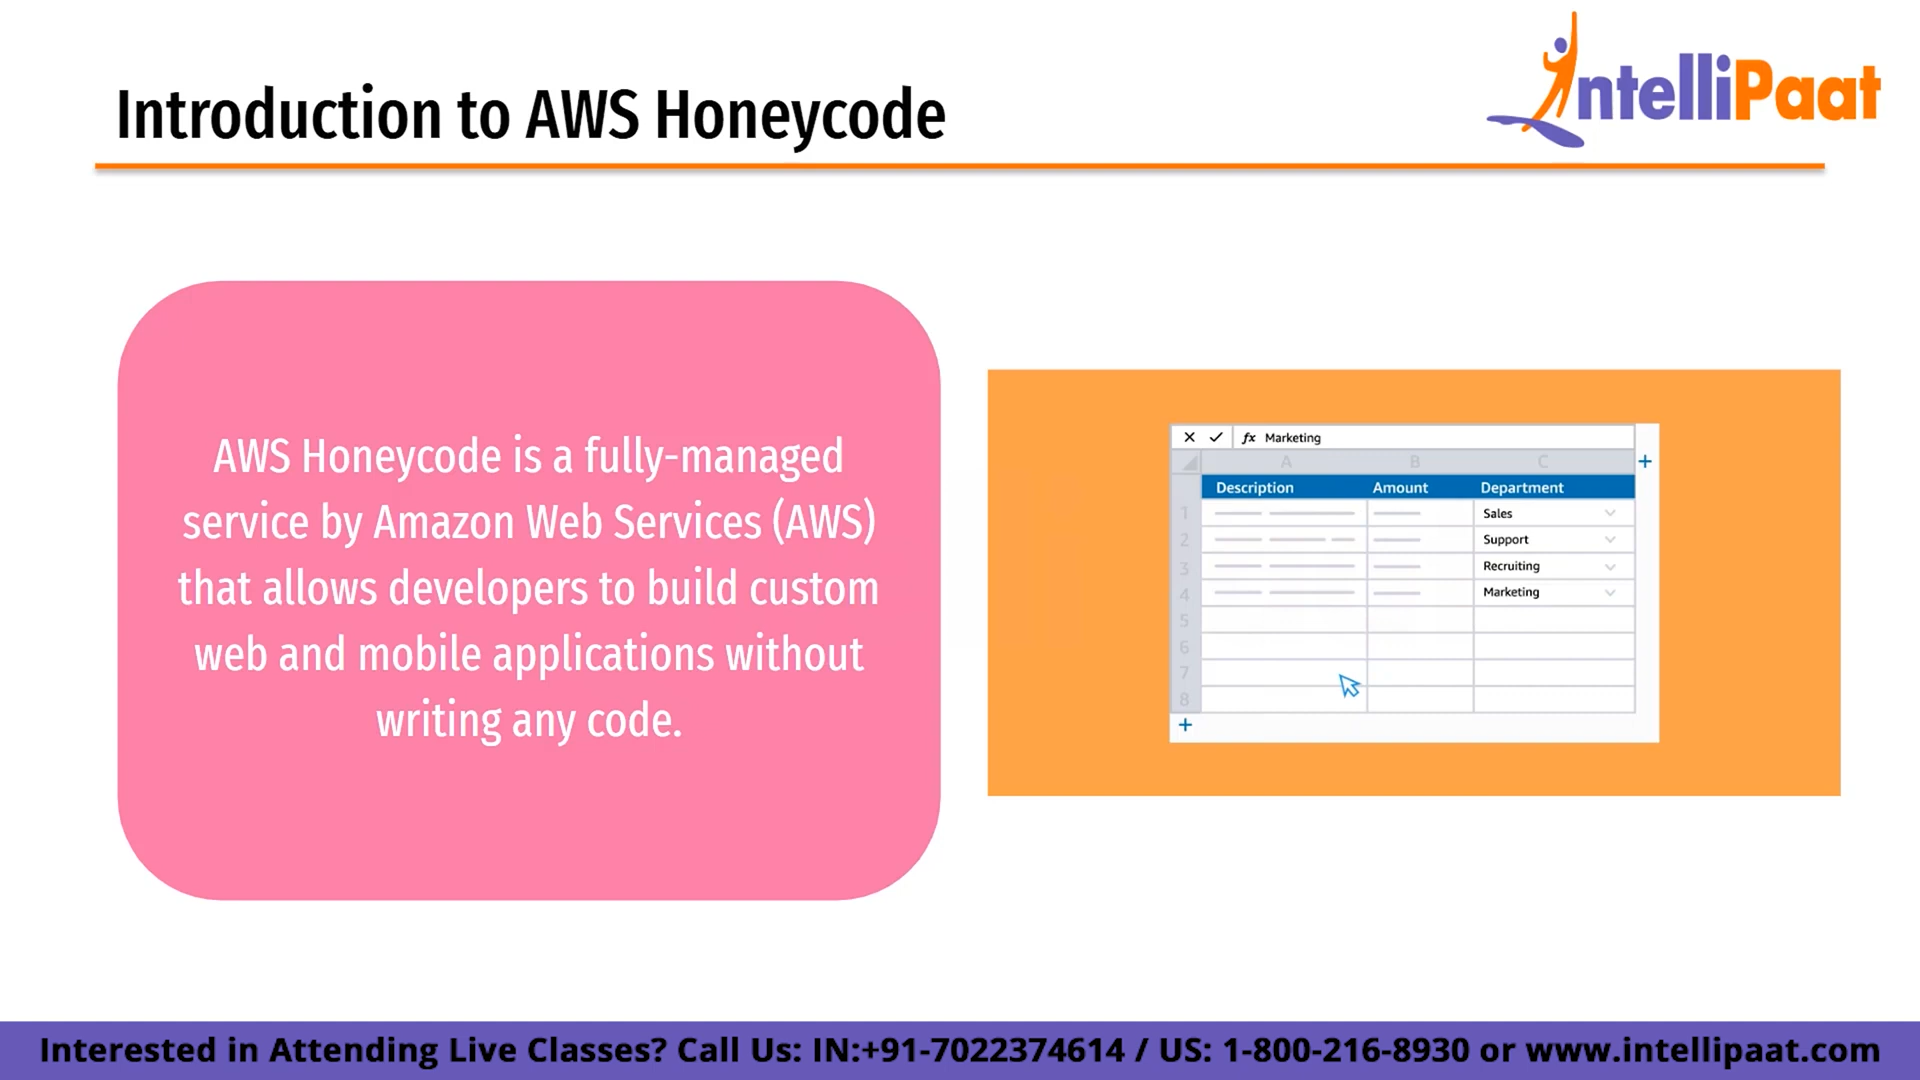 Introduction to AWS Honeycode
IntelliPaat
AWS Honeycode is a fully-managed
service by Amazon Web Services (AWS)
that allows developers to build custom
web and mobile applications without
writing any code.
fx Marketing
A B C
Description Amount Department
1 Sales
2 Support
3 Recruiting
4 Marketing
5
6
7
8
Interested in Attending Live Classes? Call Us: IN:+91-7022374614 / US: 1-800-216-8930 or www.intellipaat.com